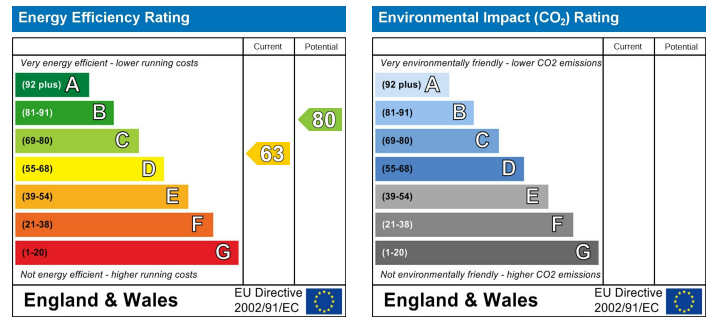 Energy Efficiency Rating
Current Potential
Very energy efficient - lower running costs
(92 plus) A
(81-91) B
(69-80) C
(55-68) D
(39-54) E
(21-38) F
(1-20) G
63
80
Not energy efficient - higher running costs
England & Wales
EU Directive
2002/91/EC
Environmental Impact (CO₂) Rating
Current Potential
Very environmentally friendly - lower CO2 emissions
(92 plus) A
(81-91) B
(69-80) C
(55-68) D
(39-54) E
(21-38) F
(1-20) G
Not environmentally friendly - higher CO2 emissions
England & Wales
EU Directive
2002/91/EC